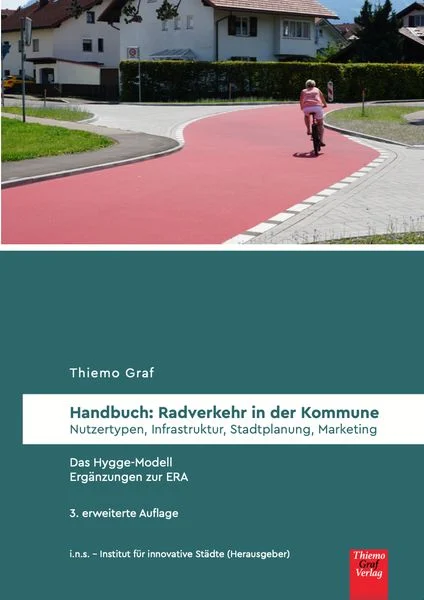 Thiemo Graf
Handbuch: Radverkehr in der Kommune
Nutzertypen, Infrastruktur, Stadtplanung, Marketing
Das Hygge-Modell
Ergänzungen zur ERA
3. erweiterte Auflage
i.n.s. – Institut für innovative Städte (Herausgeber)
Thiemo
Graf
Verlag